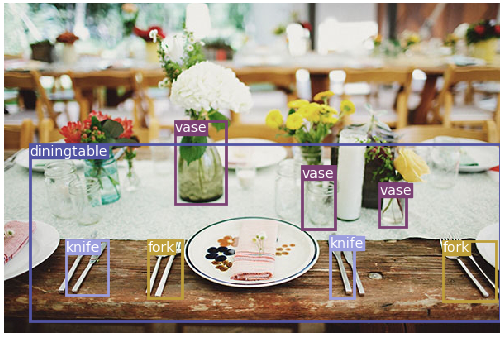 vase
diningtable
vase
vase
knife
fork
knife
fork